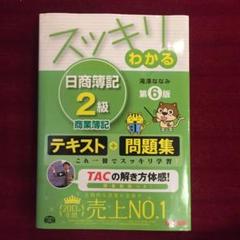 スッキリ
わかる
滝澤ななみ
日商簿記
2級
商業簿記
第6版
テキスト+問題集
これ一冊でスッキリ学習
TACの解き方体感!
売上No.1